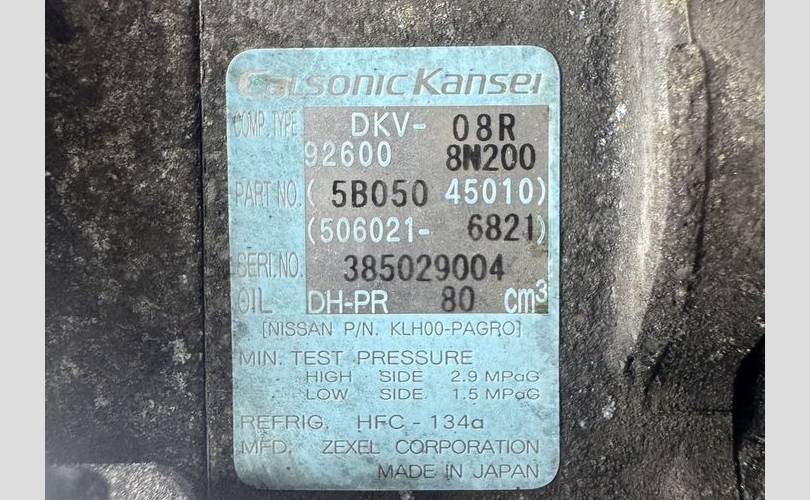 Calsonic Kansei
COMP. TYPE DKV- 08R
92600 8N200
PART NO. ( 5B050 45010)
(506021- 6821)
SERI.NO. 385029004
OIL DH-PR 80 cm³
[NISSAN P/N. KLH00-PAGR0]
MIN. TEST PRESSURE
HIGH SIDE 2.9 MPaG
LOW SIDE. 1.5 MPaG
REFRIG. HFC - 134a
MFD. ZEXEL CORPORATION
MADE IN JAPAN